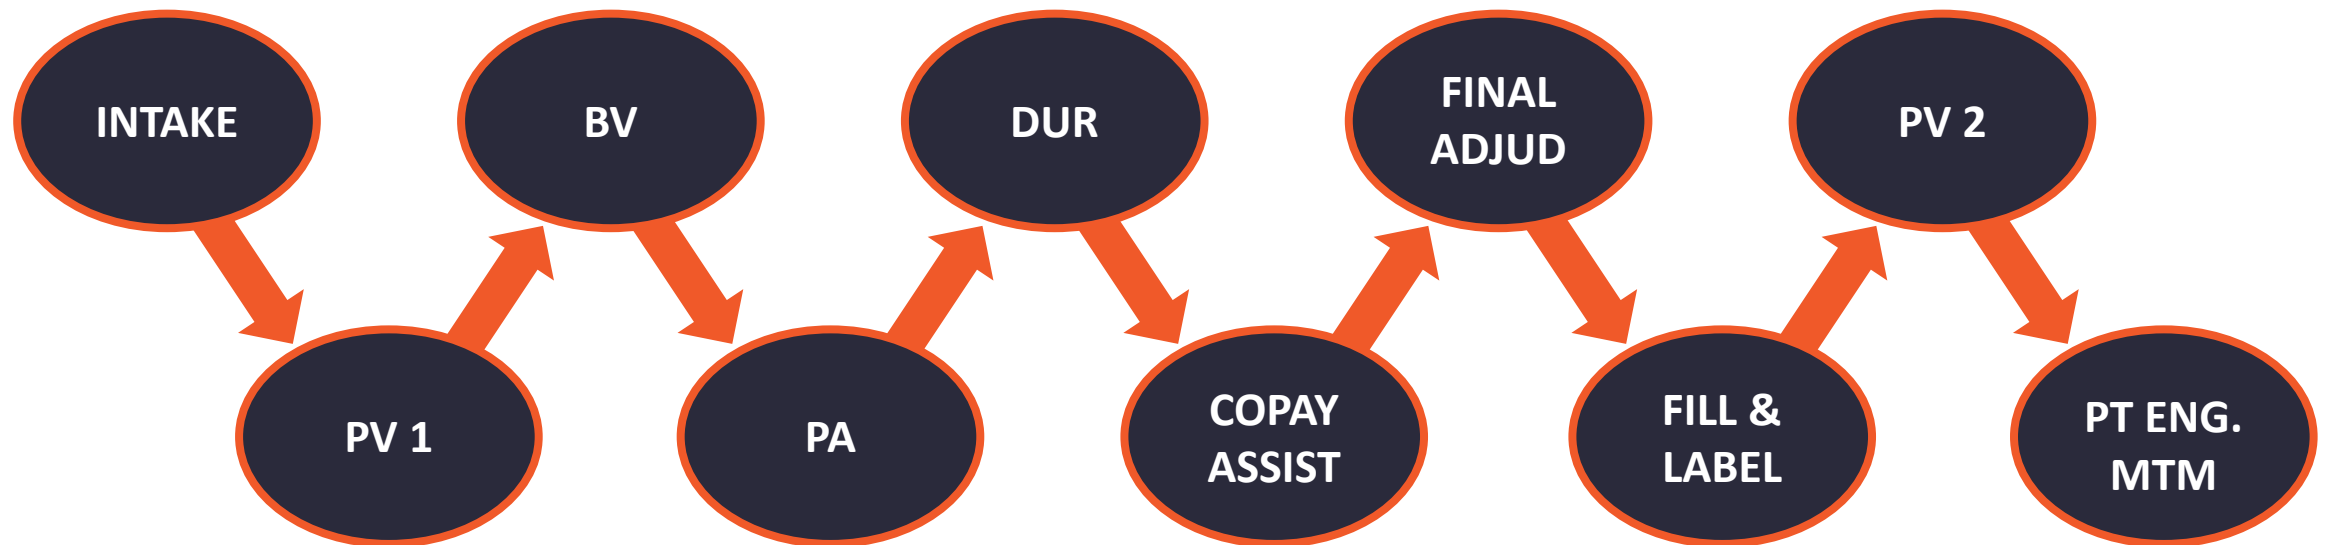 INTAKE
PV 1
BV
PA
DUR
COPAY
ASSIST
FINAL
ADJUD
FILL &
LABEL
PV 2
PT ENG.
MTM